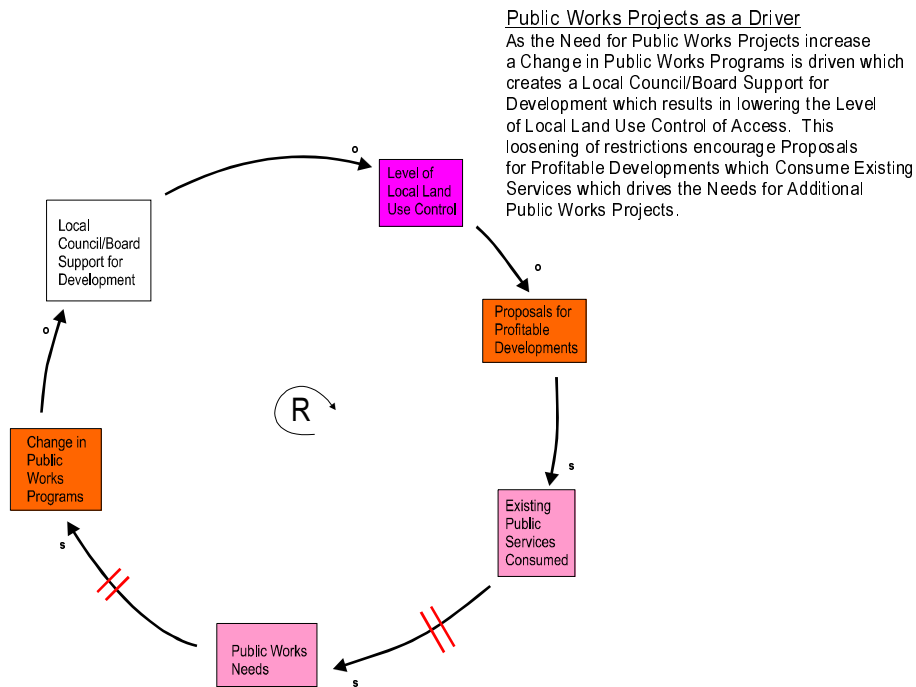 Public Works Projects as a Driver
As the Need for Public Works Projects increase
a Change in Public Works Programs is driven which
creates a Local Council/Board Support for
Development which results in lowering the Level
of Local Land Use Control of Access. This
loosening of restrictions encourage Proposals
for Profitable Developments which Consume Existing
Services which drives the Needs for Additional
Public Works Projects.
o
Level of
Local Land
Use Control
Local
Council/Board
Support for
Development
o
Proposals for
Profitable
Developments
o
R
Change in
Public
Works
Programs
s
Existing
Public
Services
Consumed
s
Public Works
Needs
s